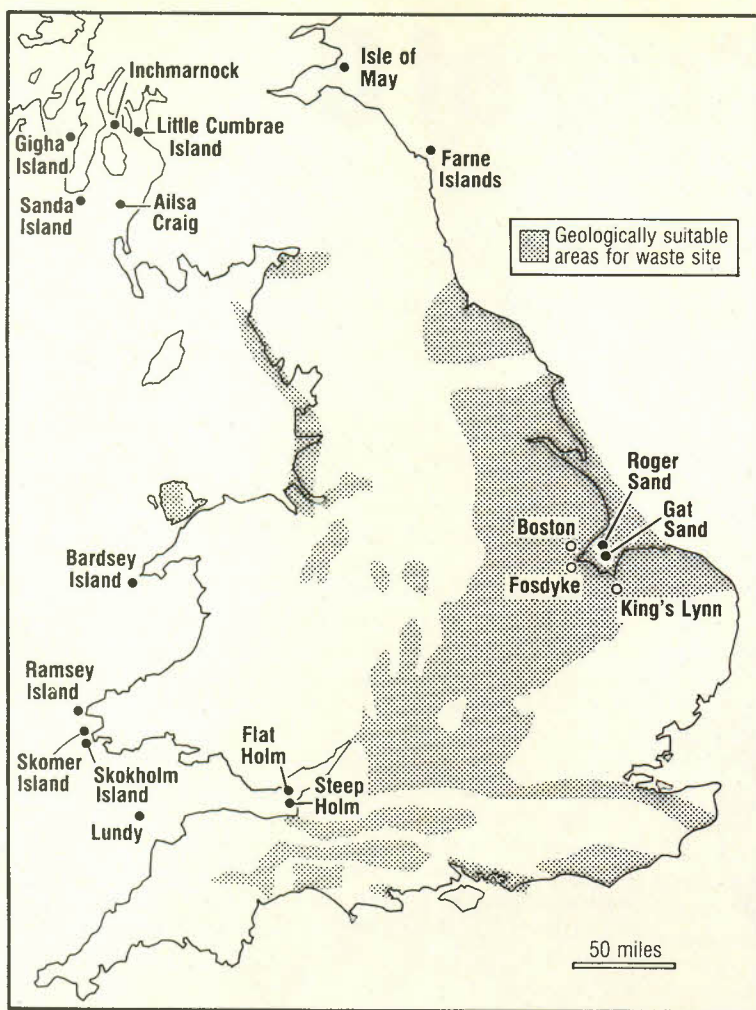 Isle of
May
Inchmarnock
Little Cumbrae
Island
Gigha
Island
Farne
Islands
Sanda
Island
Ailsa
Craig
Geologically suitable
areas for waste site
Roger
Sand
Gat
Sand
Boston
Fosdyke
King's Lynn
Bardsey
Island
Ramsey
Island
Skomer
Island
Skokholm
Island
Flat
Holm
Steep
Holm
Lundy
50 miles